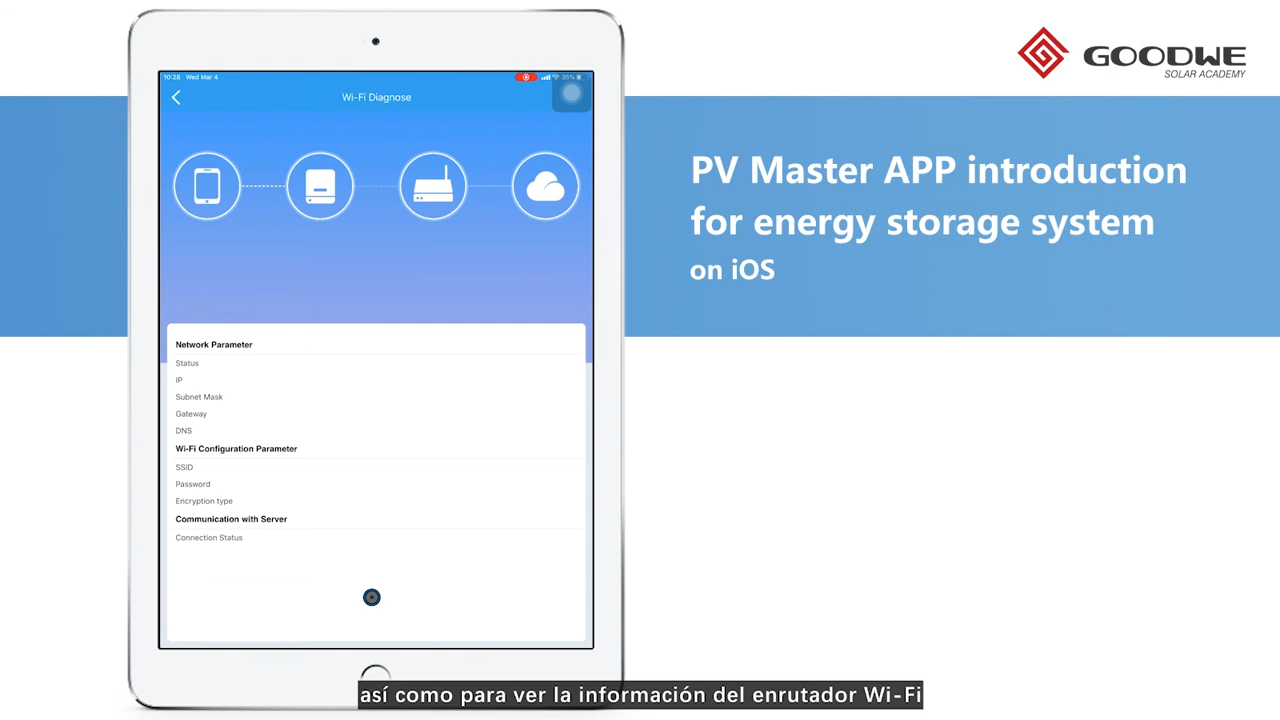 GOODWE
SOLAR ACADEMY
10:28 Wed Mar 4
35%
Wi-Fi Diagnose
PV Master APP introduction
for energy storage system
on iOS
Network Parameter
Status
IP
Subnet Mask
Gateway
DNS
Wi-Fi Configuration Parameter
SSID
Password
Encryption type
Communication with Server
Connection Status
así como para ver la información del enrutador Wi-Fi